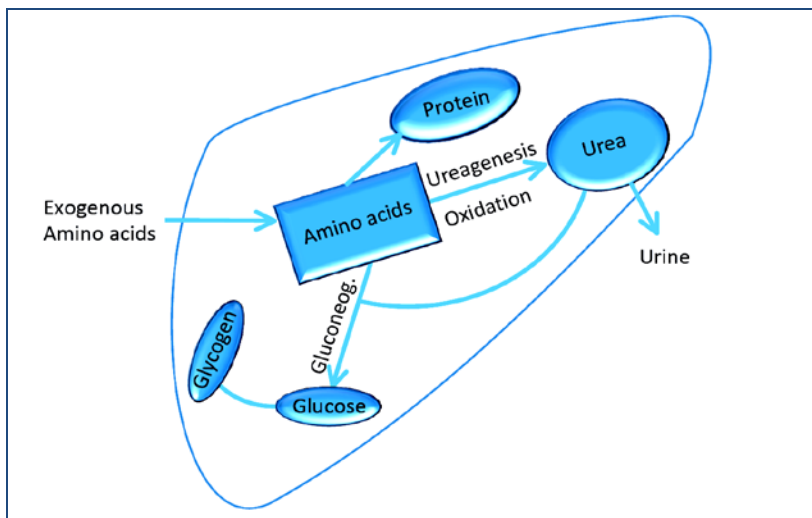 Protein
Urea
Ureagenesis
Oxidation
Exogenous
Amino acids
Amino acids
Urine
Gluconeog.
Glycogen
Glucose